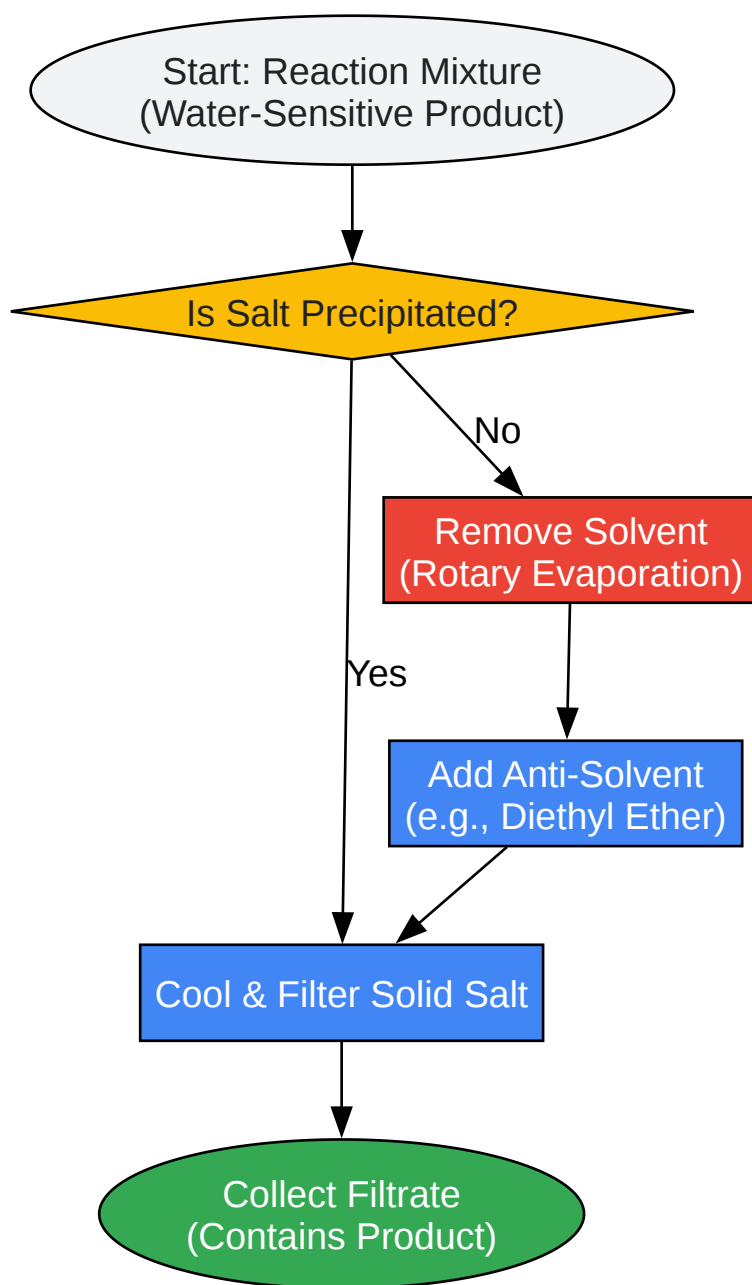 Start: Reaction Mixture
(Water-Sensitive Product)
Is Salt Precipitated?
No
Remove Solvent
(Rotary Evaporation)
Yes
Add Anti-Solvent
(e.g., Diethyl Ether)
Cool & Filter Solid Salt
Collect Filtrate
(Contains Product)